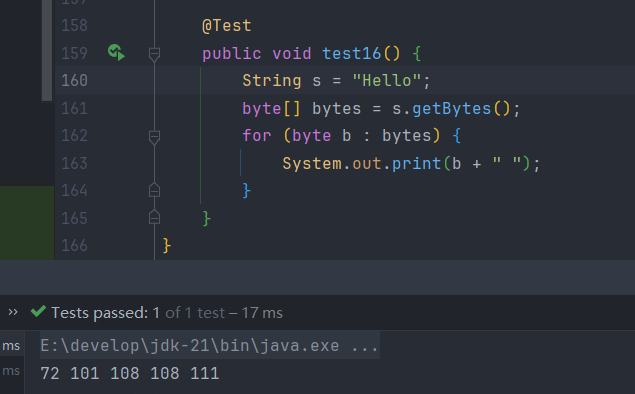 158 @Test
159 public void test16() {
160 String s = "Hello";
161 byte[] bytes = s.getBytes();
162 for (byte b : bytes) {
163 System.out.print(b + " ");
164 }
165 }
166 }
>> Tests passed: 1 of 1 test – 17 ms
ms E:\develop\jdk-21\bin\java.exe ...
ms 72 101 108 108 111